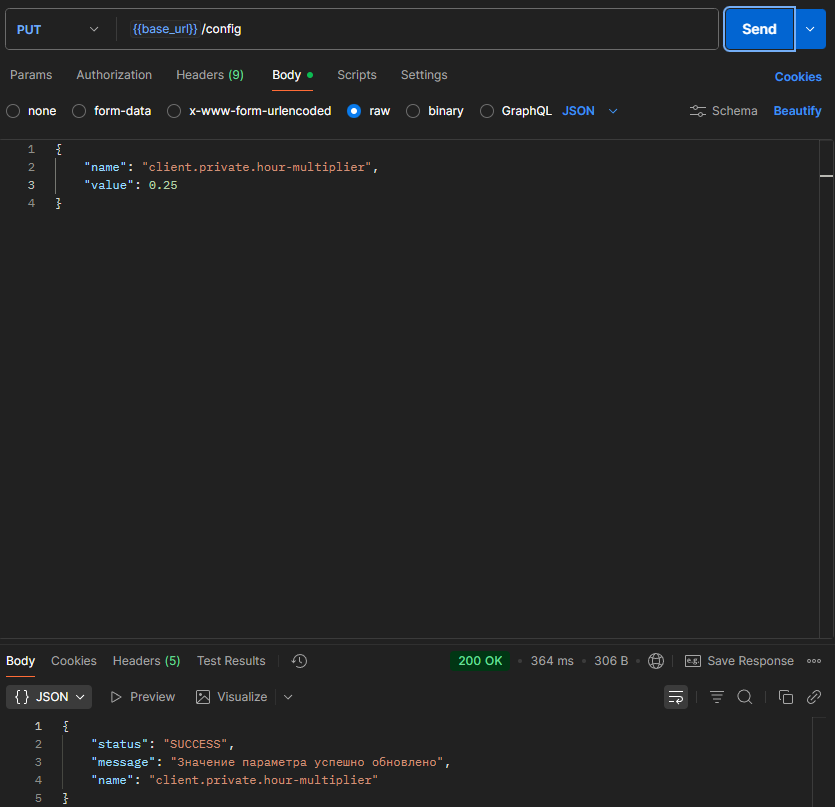 PUT {{base_url}}/config Send
Params Authorization Headers (9) Body Scripts Settings Cookies
none form-data x-www-form-urlencoded raw binary GraphQL JSON Schema Beautify
1 {
2 "name": "client.private.hour-multiplier",
3 "value": 0.25
4 }
Body Cookies Headers (5) Test Results 200 OK 364 ms 306 B e.g. Save Response
{} JSON Preview Visualize
1 {
2 "status": "SUCCESS",
3 "message": "Значение параметра успешно обновлено",
4 "name": "client.private.hour-multiplier"
5 }